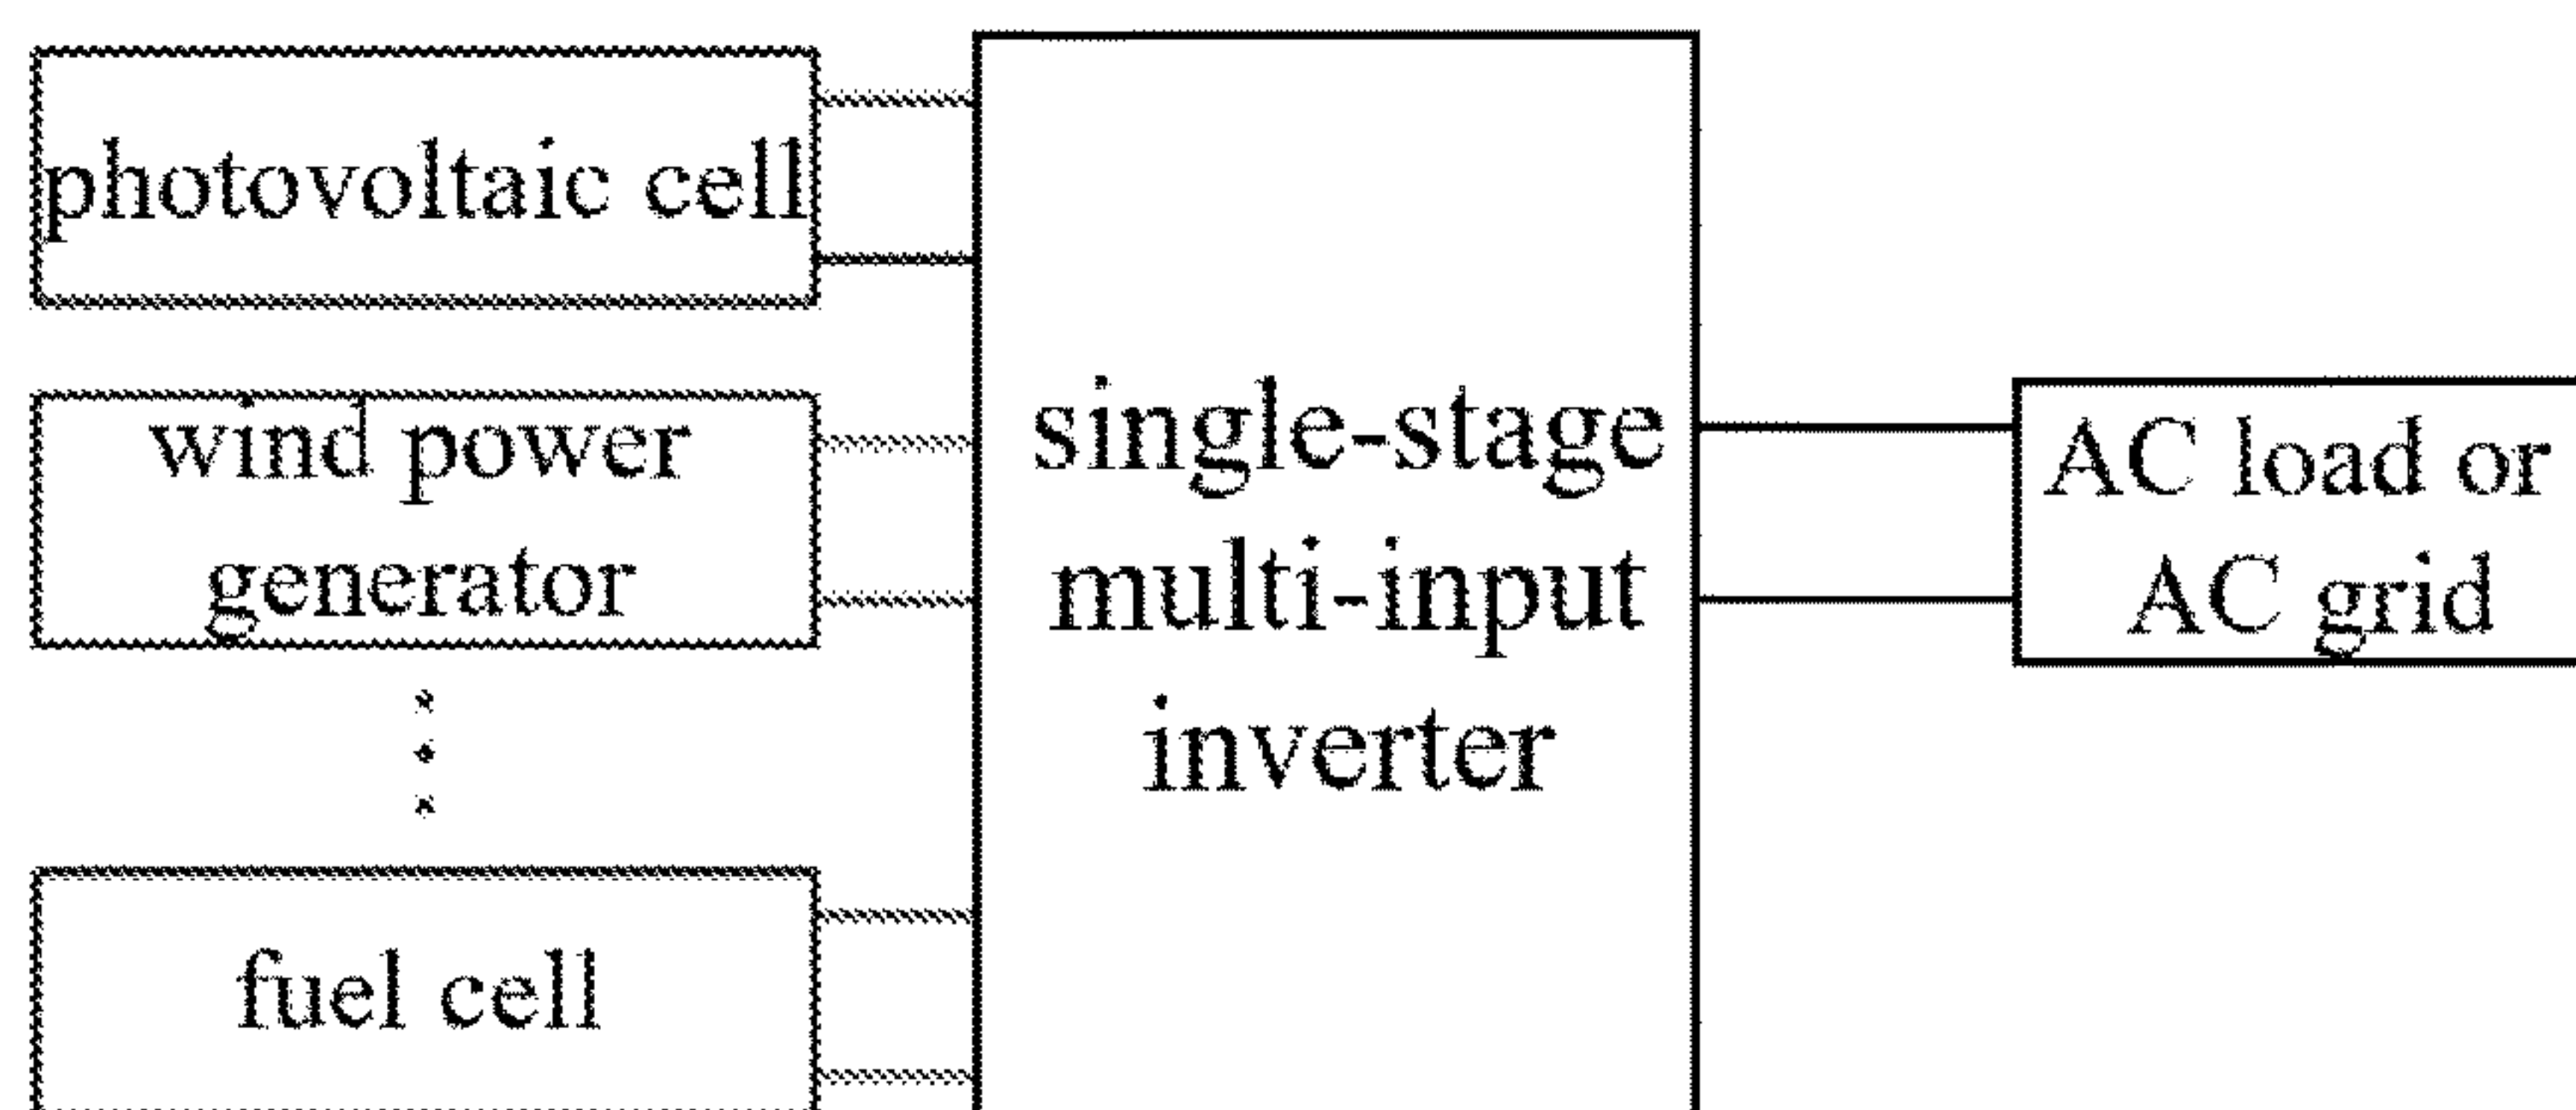 photovoltaic cell
wind power
generator
fuel cell
single-stage
multi-input
inverter
AC load or
AC grid